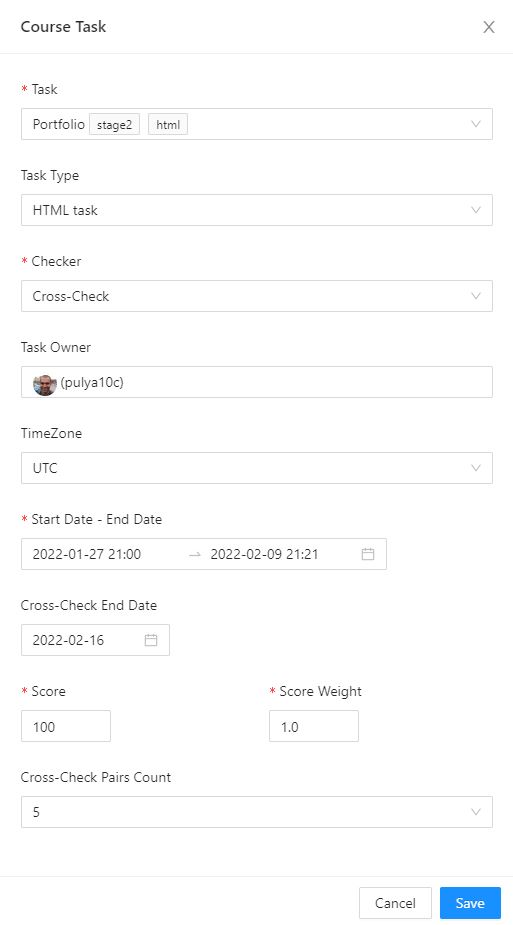 Course Task
* Task
Portfolio stage2 html
Task Type
HTML task
* Checker
Cross-Check
Task Owner
(pulya10c)
TimeZone
UTC
* Start Date - End Date
2022-01-27 21:00 → 2022-02-09 21:21
Cross-Check End Date
2022-02-16
* Score * Score Weight
100 1.0
Cross-Check Pairs Count
5
Cancel Save